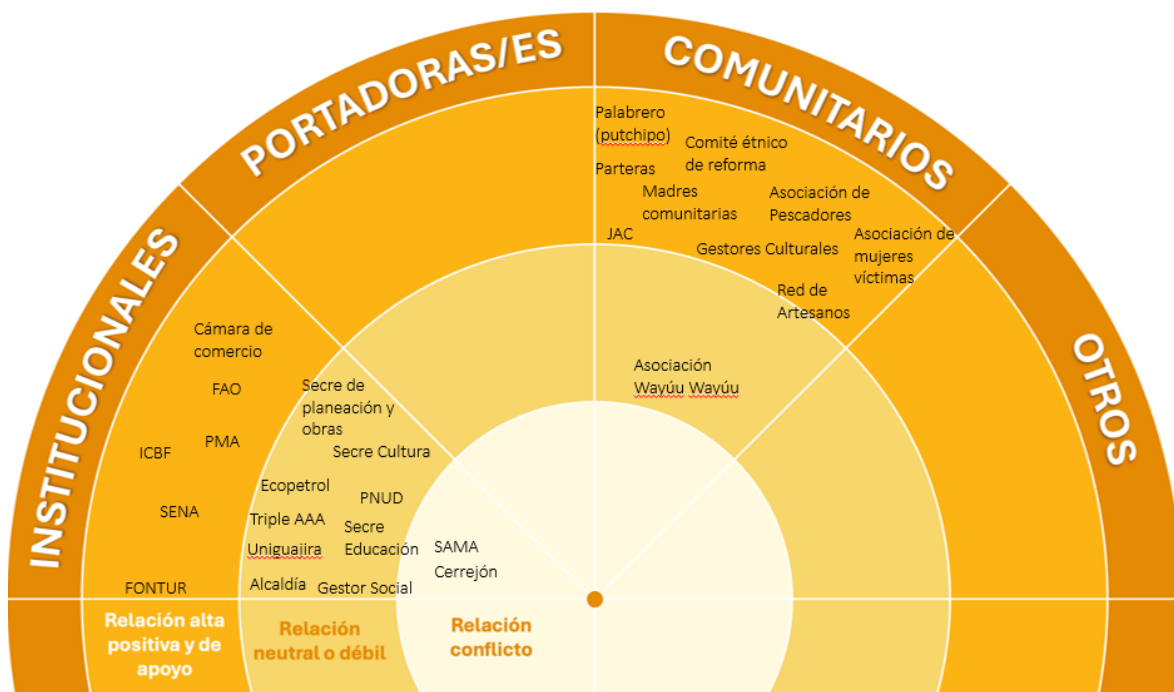 PORTADORAS/ES
COMUNITARIOS
INSTITUCIONALES
OTROS
Palabrero
(putchipo)
Comité étnico
de reforma
Parteras
Madres
comunitarias
Asociación de
Pescadores
JAC
Gestores Culturales
Asociación de
mujeres
víctimas
Red de
Artesanos
Asociación
Wayúu Wayúu
Cámara de
comercio
FAO
Secre de
planeación y
obras
ICBF
PMA
Secre Cultura
Ecopetrol
PNUD
SENA
Triple AAA
Secre
Educación
Uniguajira
SAMA
Cerrejón
FONTUR
Alcaldía
Gestor Social
Relación alta
positiva y de
apoyo
Relación
neutral o débil
Relación
conflicto